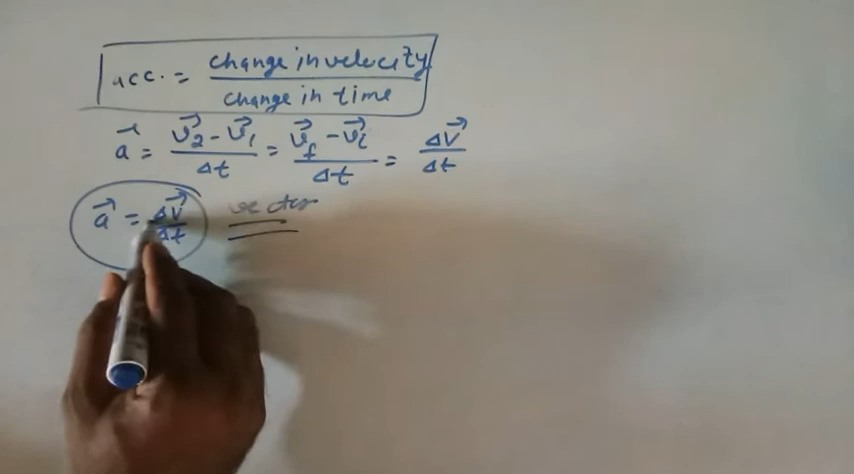 acc. = change in velocity / change in time
a⃗ = v⃗2 - v⃗1 / Δt = v⃗f - v⃗i / Δt = Δv⃗ / Δt
a⃗ = Δv⃗ / Δt vector